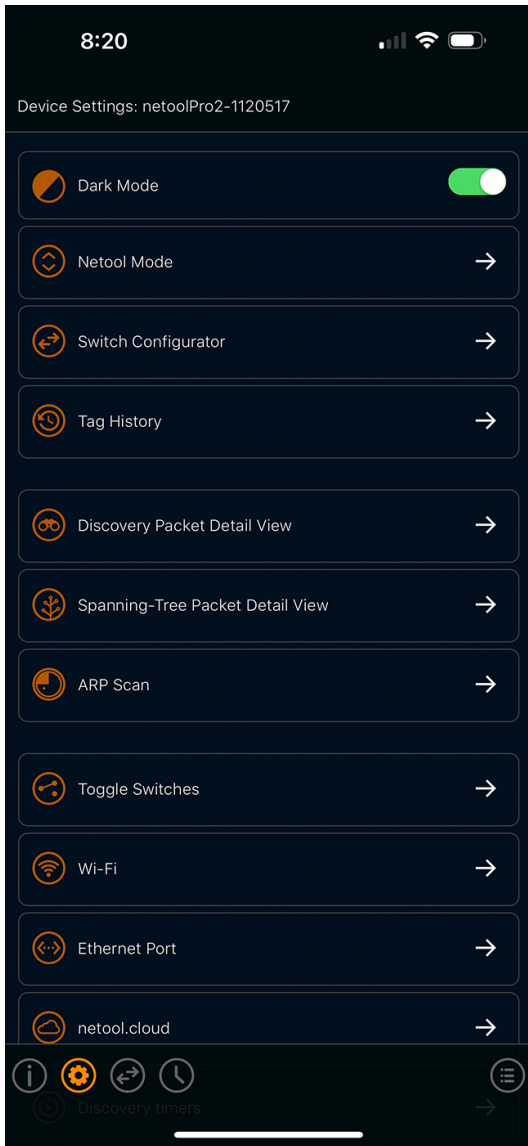 8:20
Device Settings: netoolPro2-1120517
Dark Mode
Netool Mode
Switch Configurator
Tag History
Discovery Packet Detail View
Spanning-Tree Packet Detail View
ARP Scan
Toggle Switches
Wi-Fi
Ethernet Port
netool.cloud
Discovery timers